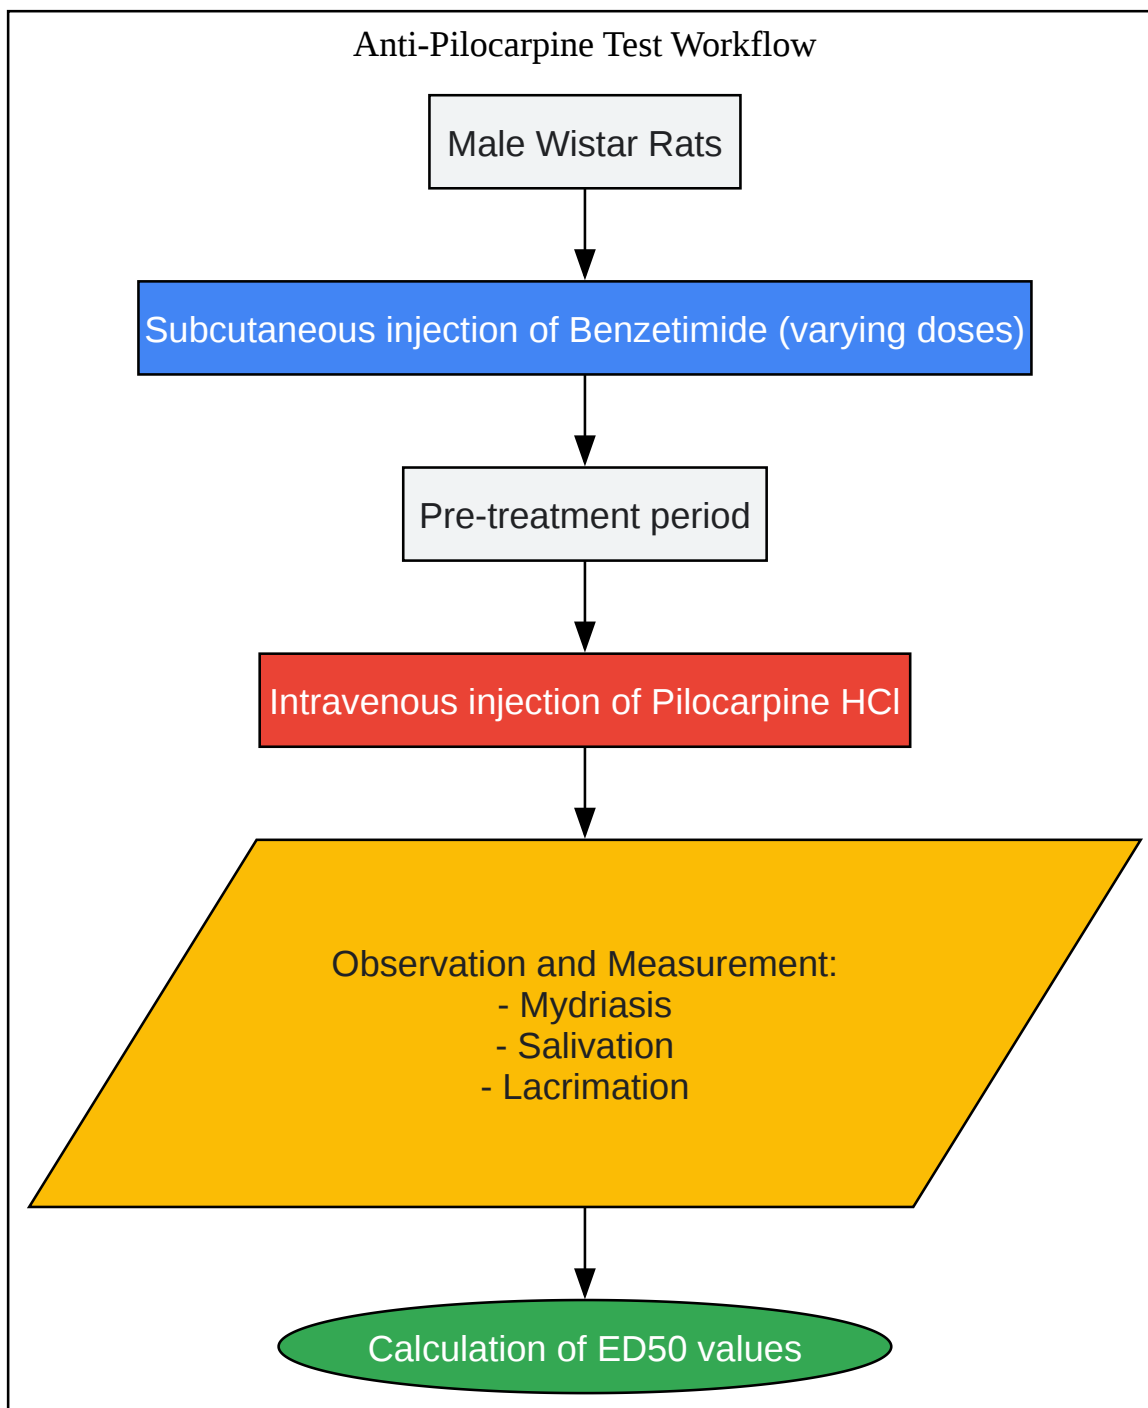 Anti-Pilocarpine Test Workflow
Male Wistar Rats
Subcutaneous injection of Benzetimide (varying doses)
Pre-treatment period
Intravenous injection of Pilocarpine HCl
Observation and Measurement:
- Mydriasis
- Salivation
- Lacrimation
Calculation of ED50 values